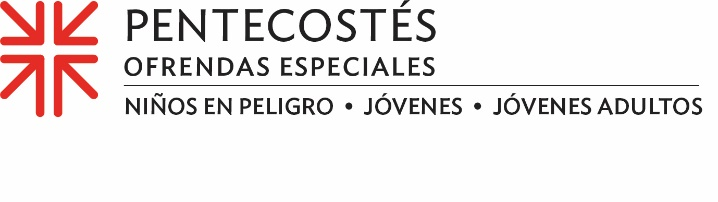 PENTECOSTÉS
OFRENDAS ESPECIALES
NIÑOS EN PELIGRO • JÓVENES • JÓVENES ADULTOS